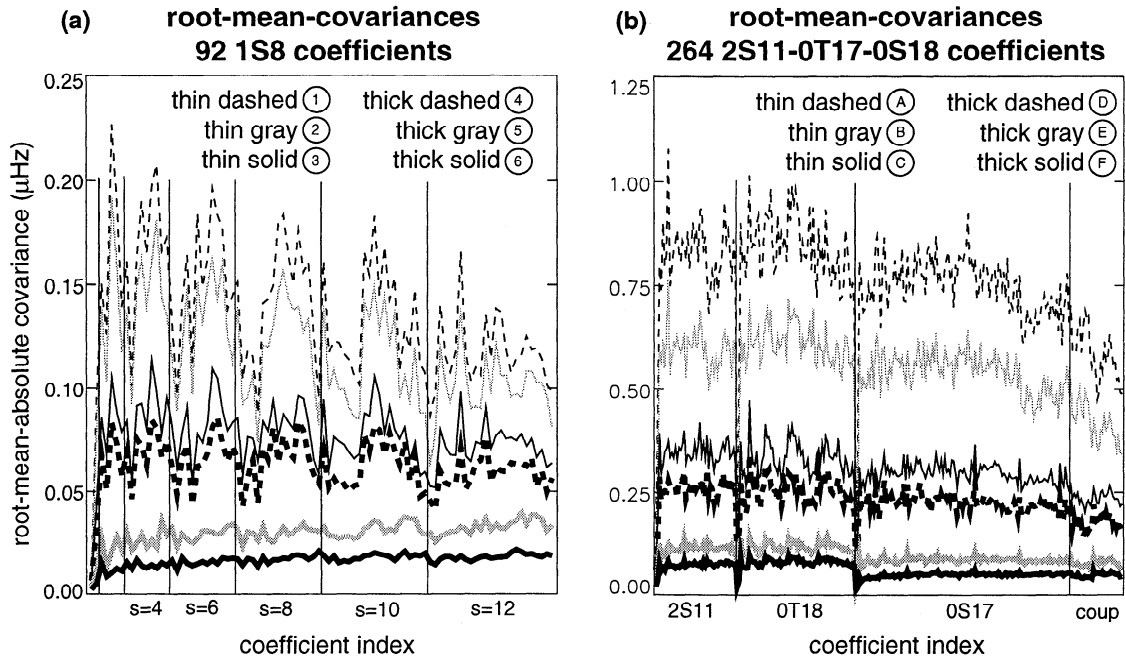 (a)
root-mean-covariances
92 1S8 coefficients
root-mean-absolute covariance (μHz)
0.25
0.20
0.15
0.10
0.05
0.00
thin dashed 1
thin gray 2
thin solid 3
thick dashed 4
thick gray 5
thick solid 6
s=4 s=6 s=8 s=10 s=12
coefficient index
(b)
root-mean-covariances
264 2S11-0T17-0S18 coefficients
1.25
1.00
0.75
0.50
0.25
0.00
thin dashed A
thin gray B
thin solid C
thick dashed D
thick gray E
thick solid F
2S11 0T18 0S17 coup
coefficient index